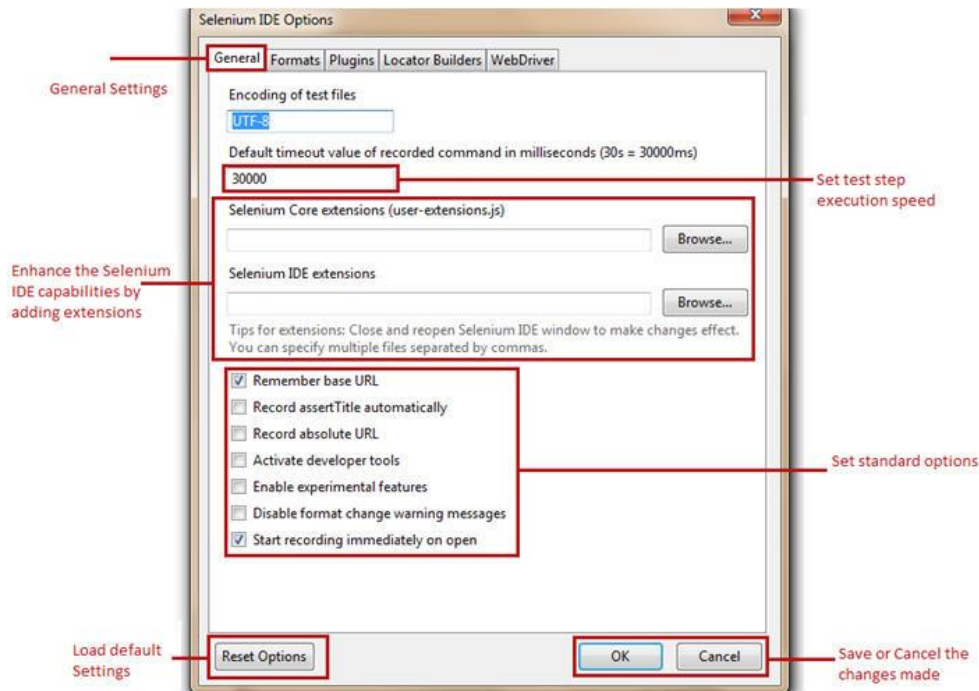 Selenium IDE Options
x
General Formats Plugins Locator Builders WebDriver
General Settings
Encoding of test files
UTF-8
Default timeout value of recorded command in milliseconds (30s = 30000ms)
30000
Set test step
execution speed
Selenium Core extensions (user-extensions.js)
Browse...
Enhance the Selenium
IDE capabilities by
adding extensions
Selenium IDE extensions
Browse...
Tips for extensions: Close and reopen Selenium IDE window to make changes effect.
You can specify multiple files separated by commas.
Remember base URL
Record assertTitle automatically
Record absolute URL
Activate developer tools
Enable experimental features
Disable format change warning messages
Start recording immediately on open
Set standard options
Load default
Settings
Reset Options
OK
Cancel
Save or Cancel the
changes made